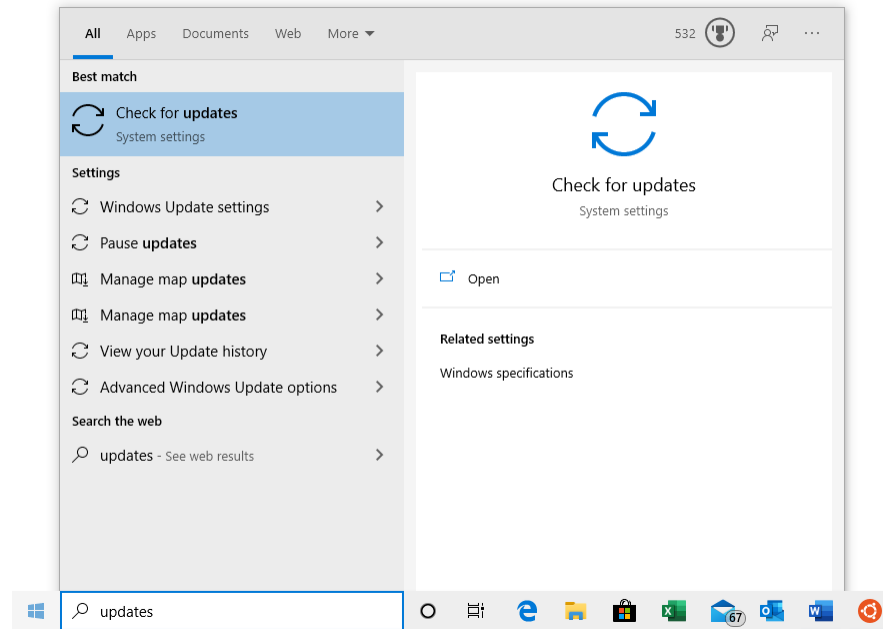 All Apps Documents Web More 532 ...
Best match
Check for updates
System settings
Settings
Windows Update settings
Pause updates
Manage map updates
Manage map updates
View your Update history
Advanced Windows Update options
Search the web
updates - See web results
Check for updates
System settings
Open
Related settings
Windows specifications
updates
e
X
67
O
W